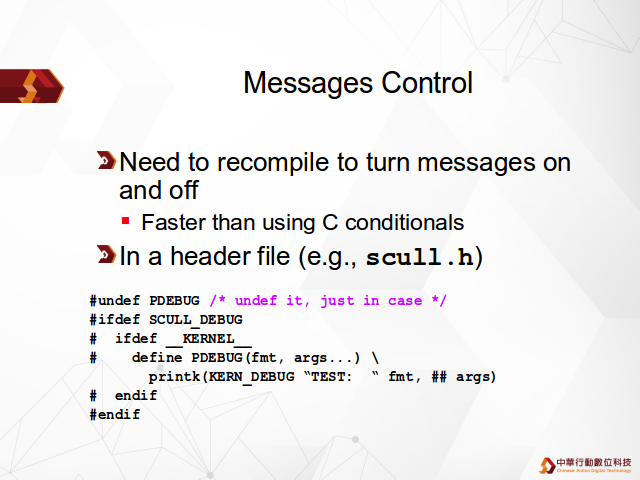 Messages Control
Need to recompile to turn messages on
and off
Faster than using C conditionals
In a header file (e.g., scull.h)
#undef PDEBUG /* undef it, just in case */
#ifdef SCULL_DEBUG
#  ifdef __KERNEL__
#    define PDEBUG(fmt, args...) \
       printk(KERN_DEBUG “TEST:  “ fmt, ## args)
#  endif
#endif
中華行動數位科技
Chinese Action Digital Technology